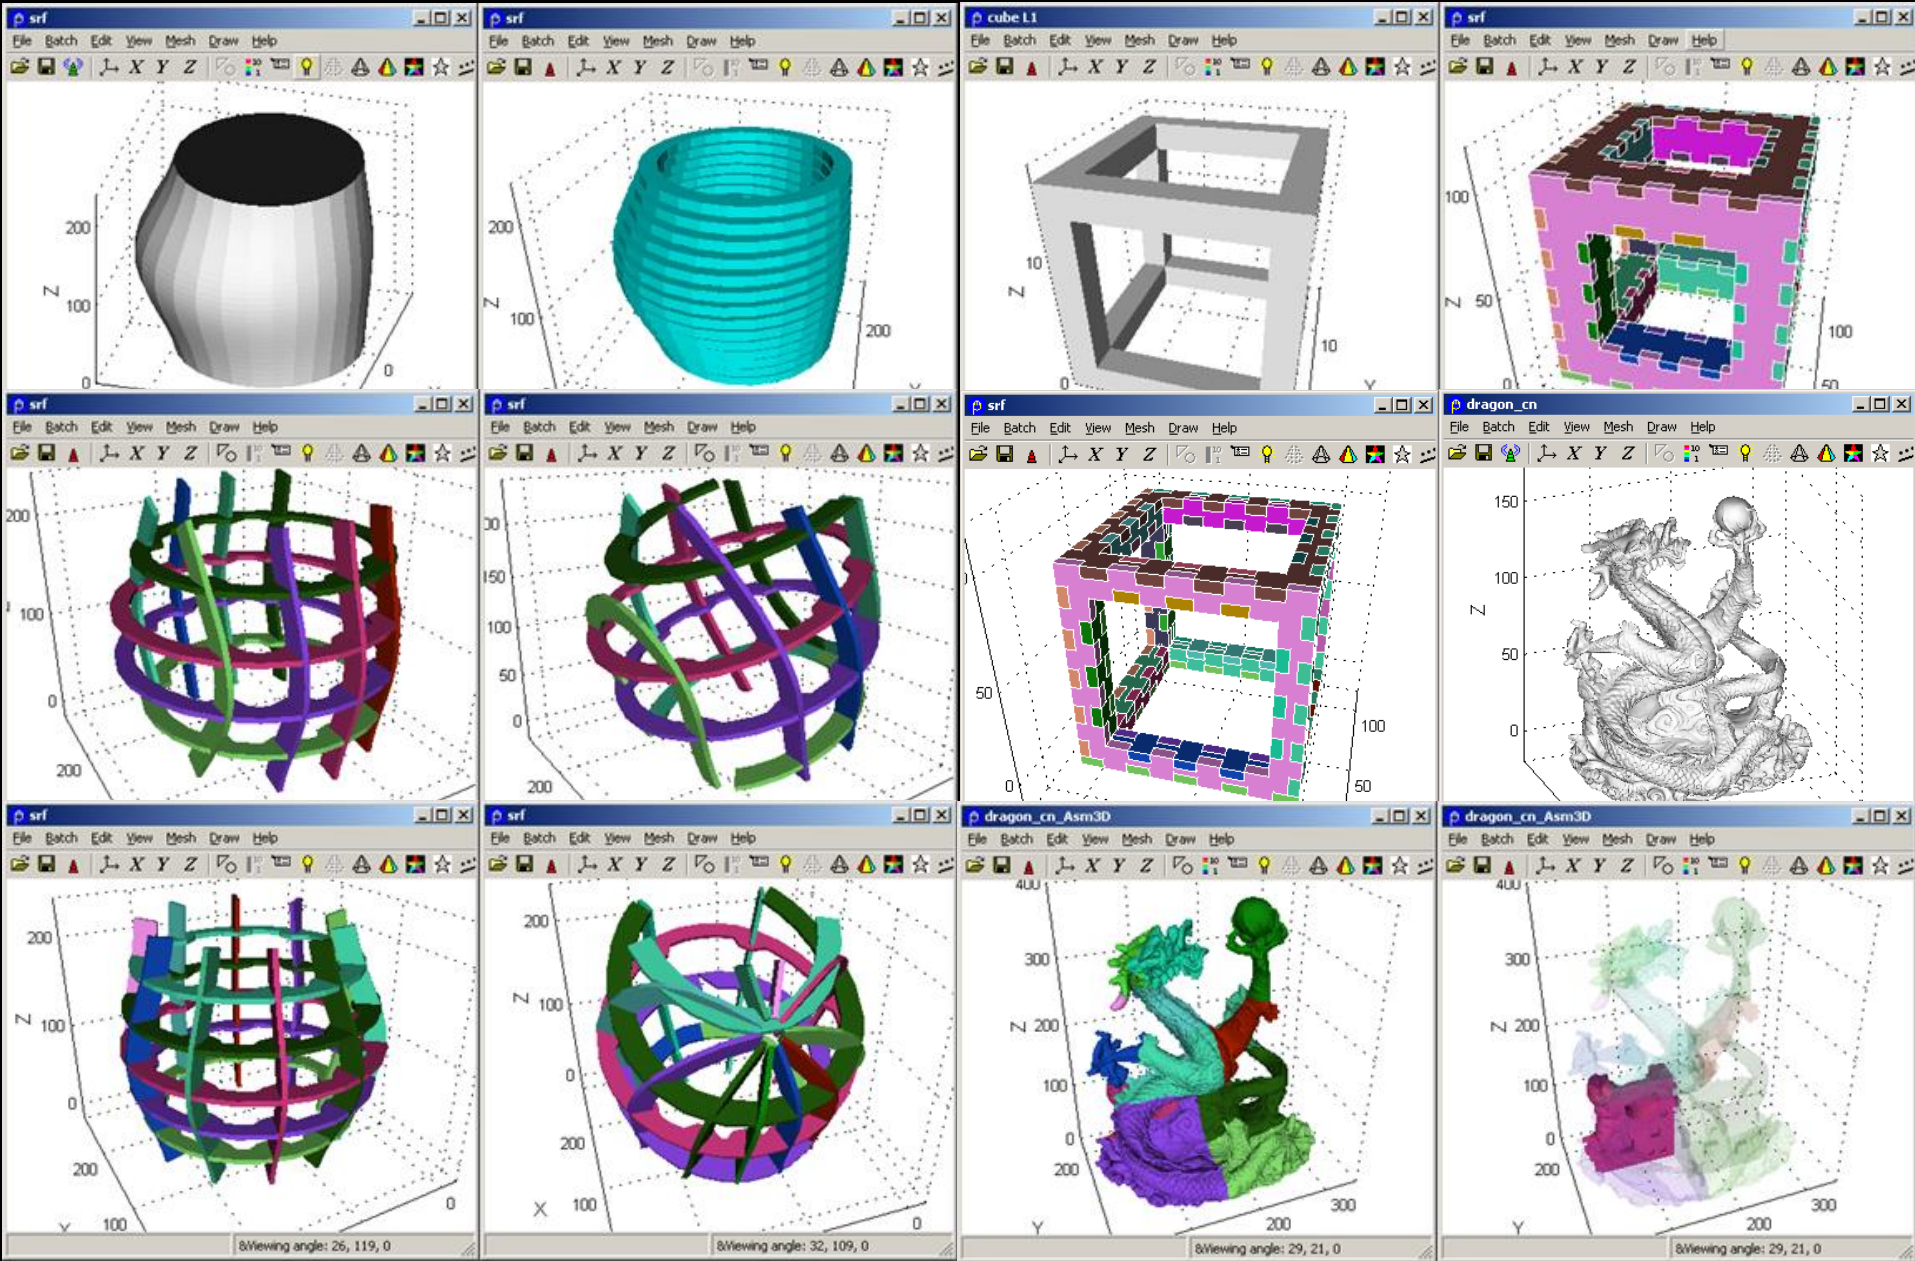 srf
File Batch Edit View Mesh Draw Help
X Y Z
200
100
0
Z
0
srf
File Batch Edit View Mesh Draw Help
X Y Z
200
100
Z
200
cube L1
File Batch Edit View Mesh Draw Help
X Y Z
10
0
Z
10
Y
srf
File Batch Edit View Mesh Draw Help
X Y Z
100
50
0
Z
100
50
srf
File Batch Edit View Mesh Draw Help
X Y Z
200
100
0
200
srf
File Batch Edit View Mesh Draw Help
X Y Z
150
100
50
0
200
srf
File Batch Edit View Mesh Draw Help
X Y Z
50
0
100
50
dragon_cn
File Batch Edit View Mesh Draw Help
X Y Z
150
100
50
0
Z
srf
File Batch Edit View Mesh Draw Help
X Y Z
200
100
0
Z
200
100
0
&Viewing angle: 26, 119, 0
srf
File Batch Edit View Mesh Draw Help
X Y Z
200
100
0
Z
200
100
X
0
&Viewing angle: 32, 109, 0
dragon_cn_Asm3D
File Batch Edit View Mesh Draw Help
X Y Z
400
300
200
100
0
Z
200
Y
200
300
&Viewing angle: 29, 21, 0
dragon_cn_Asm3D
File Batch Edit View Mesh Draw Help
X Y Z
400
300
200
100
0
Z
200
Y
200
300
&Viewing angle: 29, 21, 0